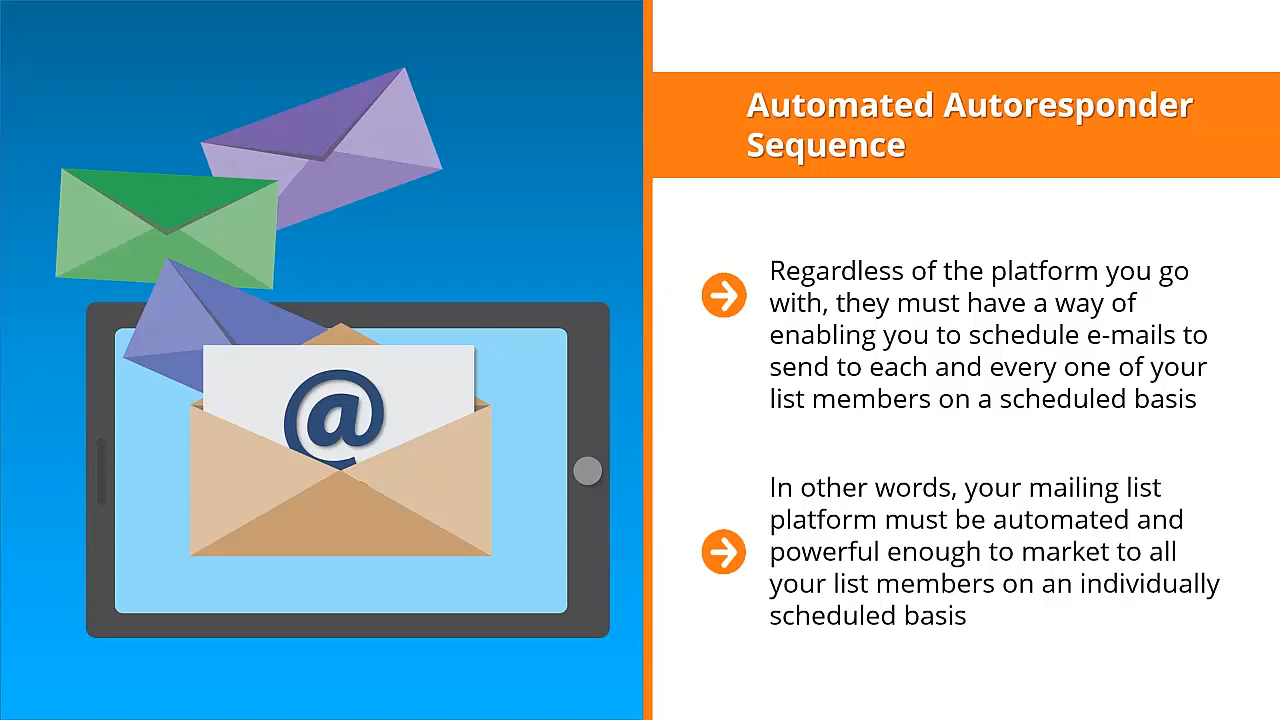 Automated Autoresponder
Sequence
Regardless of the platform you go
with, they must have a way of
enabling you to schedule e-mails to
send to each and every one of your
list members on a scheduled basis
In other words, your mailing list
platform must be automated and
powerful enough to market to all
your list members on an individually
scheduled basis
@